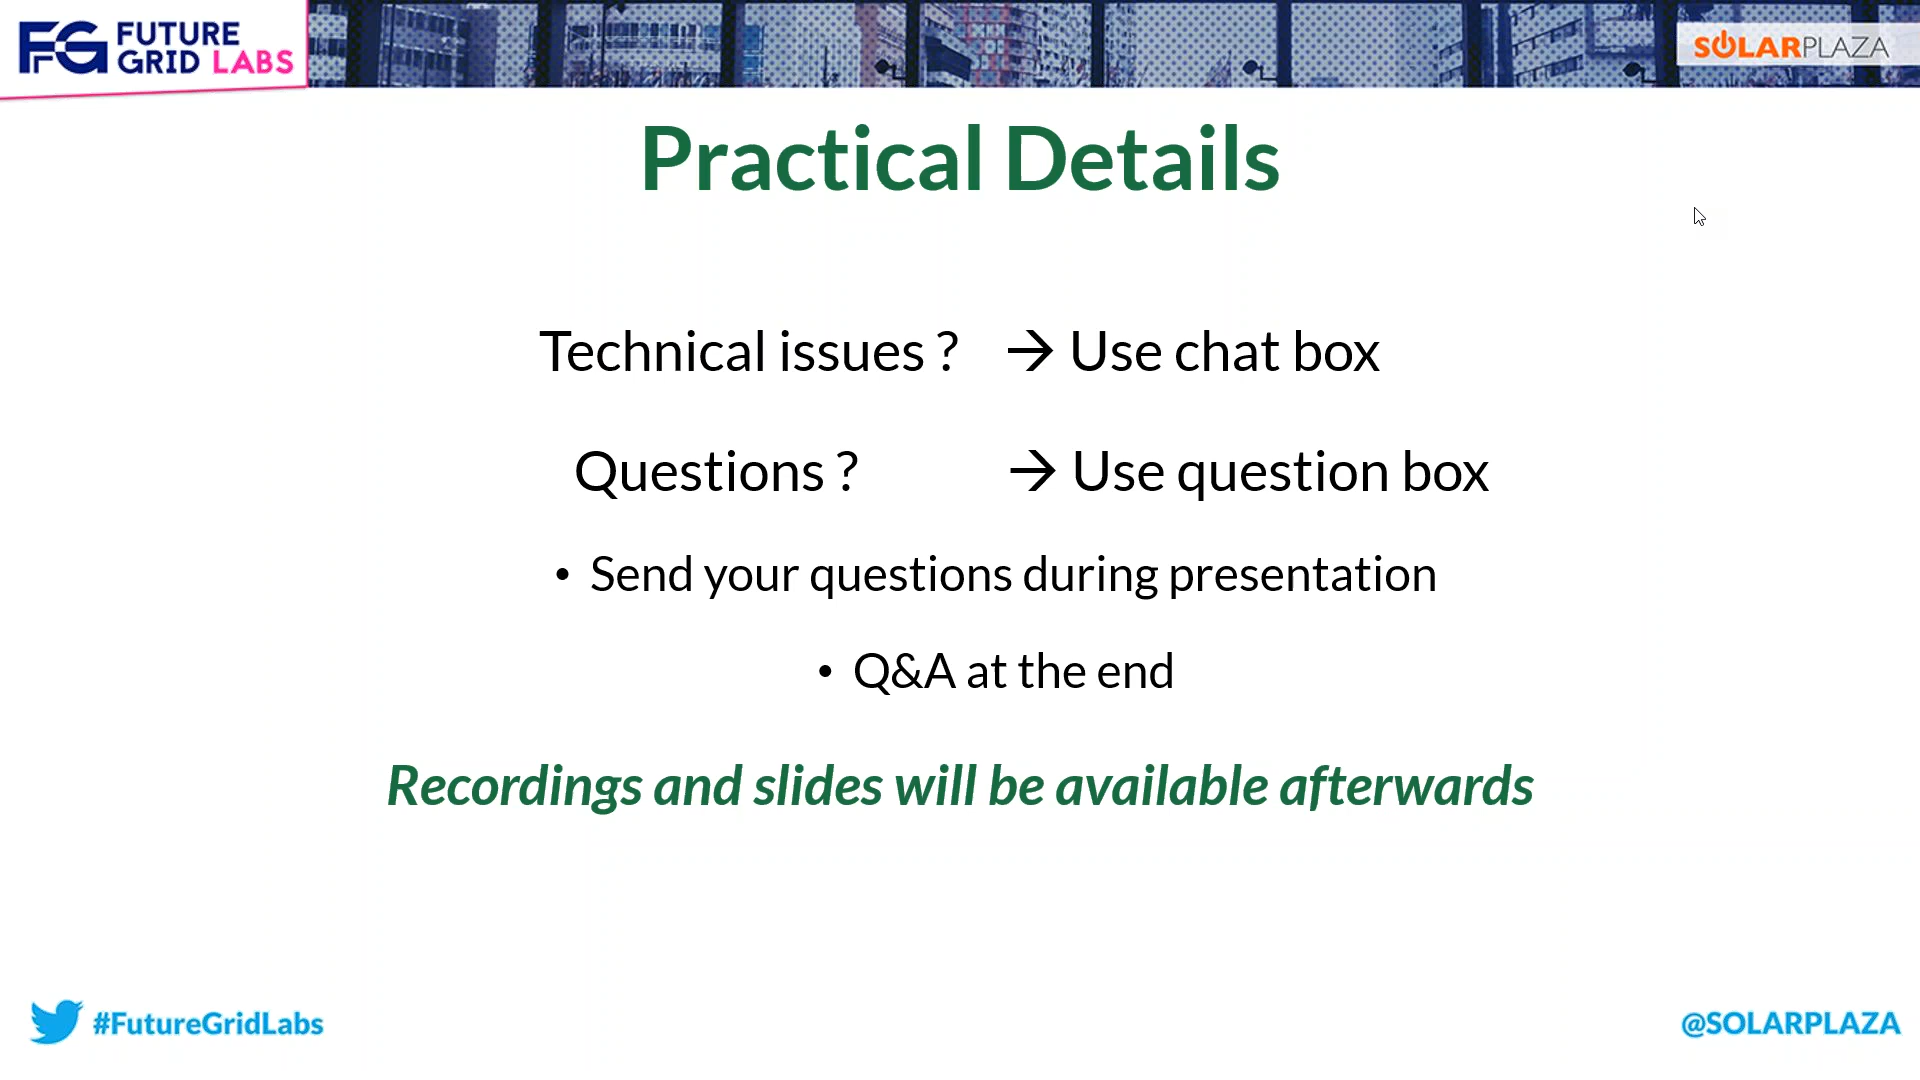 FG FUTURE
GRID LABS
SOLARPLAZA
Practical Details
Technical issues ? → Use chat box
Questions ? → Use question box
• Send your questions during presentation
• Q&A at the end
Recordings and slides will be available afterwards
#FutureGridLabs
@SOLARPLAZA